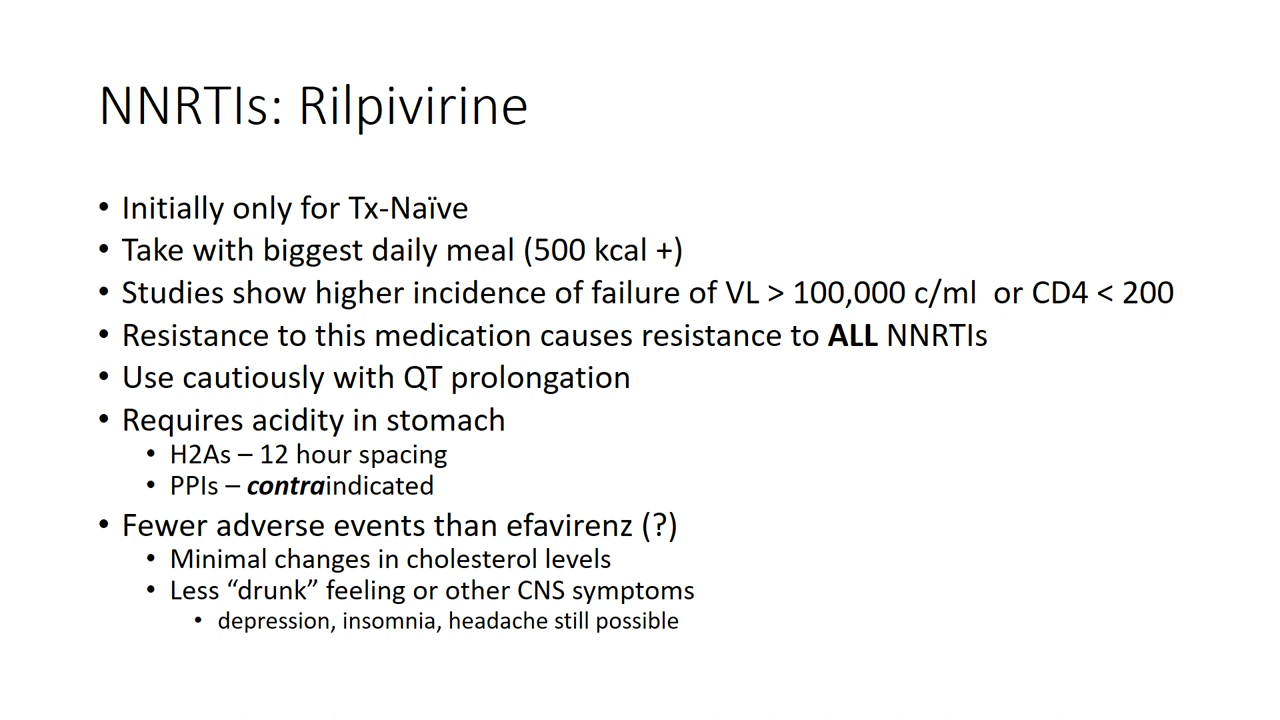 NNRTIs: Rilpivirine
• Initially only for Tx-Naïve
• Take with biggest daily meal (500 kcal +)
• Studies show higher incidence of failure of VL > 100,000 c/ml  or CD4 < 200
• Resistance to this medication causes resistance to ALL NNRTIs
• Use cautiously with QT prolongation
• Requires acidity in stomach
• H2As – 12 hour spacing
• PPIs – contraindicated
• Fewer adverse events than efavirenz (?)
• Minimal changes in cholesterol levels
• Less “drunk” feeling or other CNS symptoms
• depression, insomnia, headache still possible